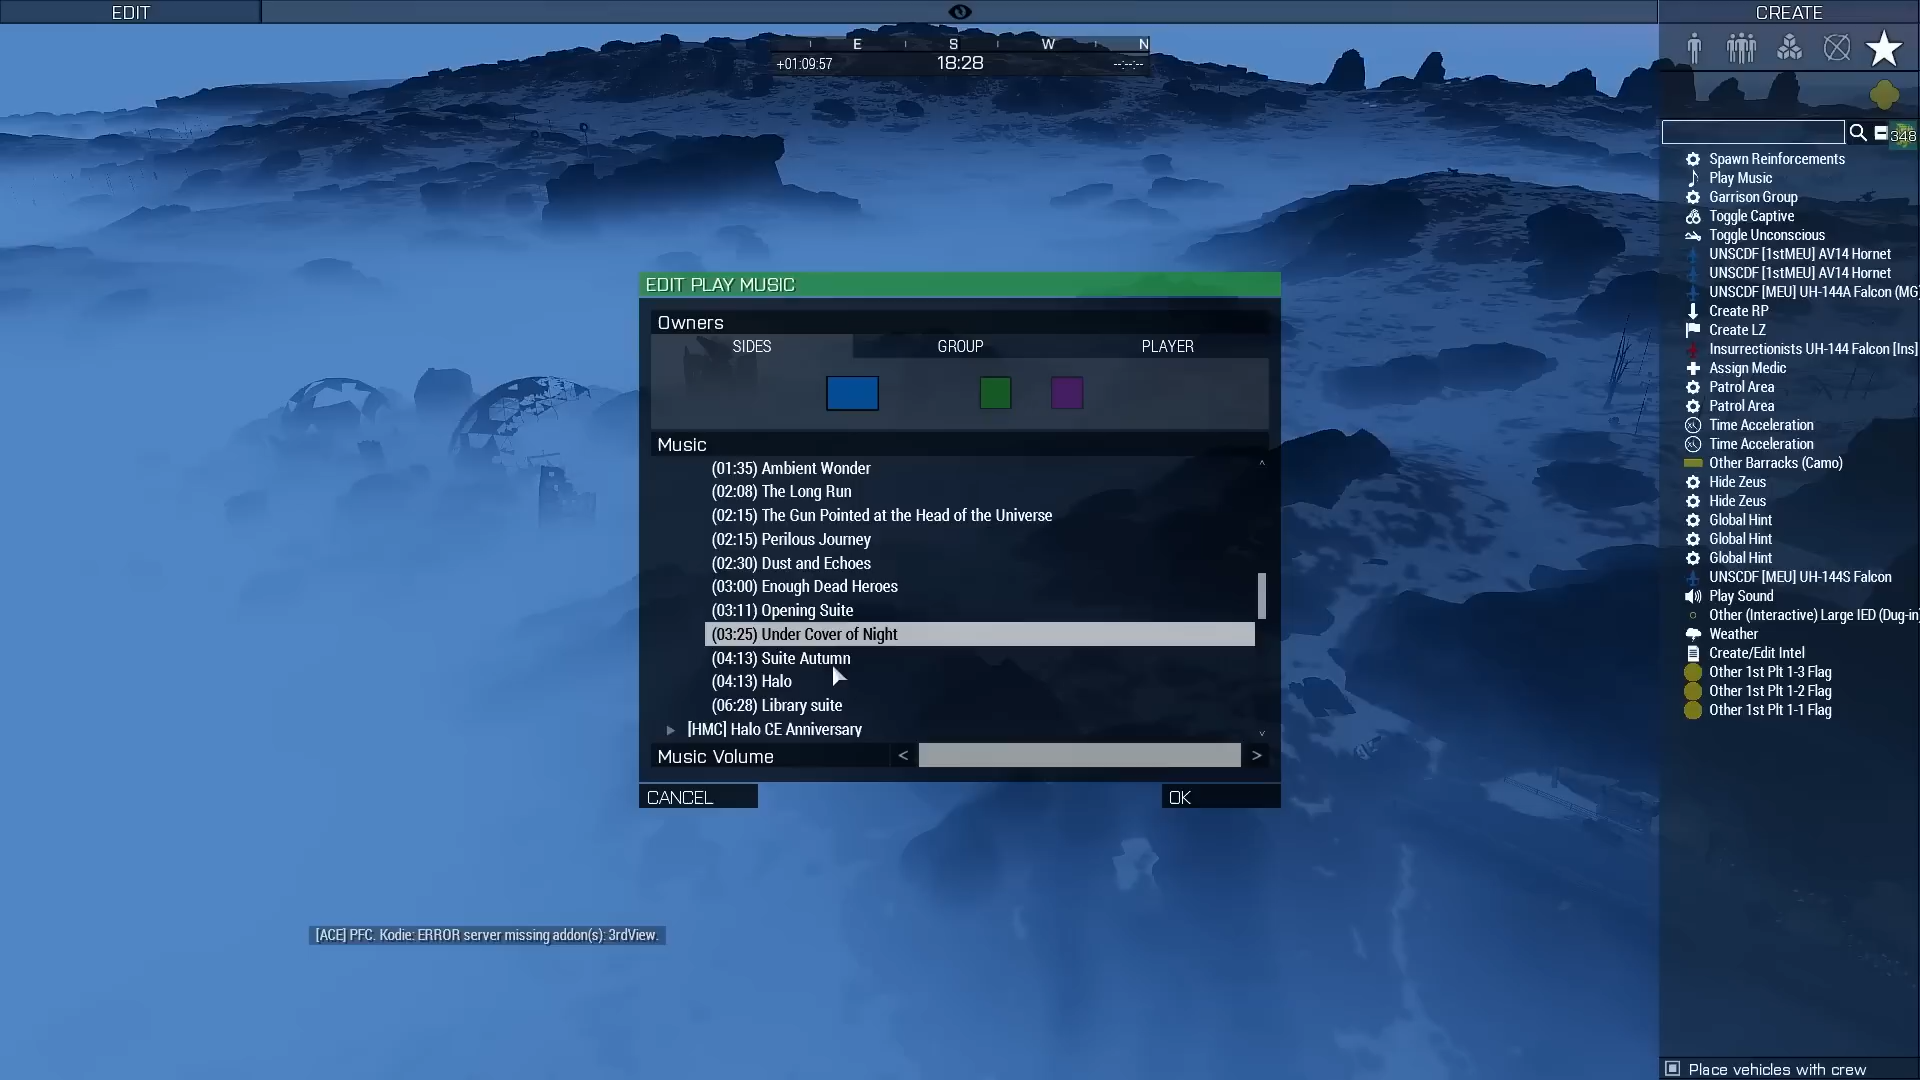 EDIT
CREATE
E S W N
+01:09:57 18:28 --:--:--
348
Spawn Reinforcements
Play Music
Garrison Group
Toggle Captive
Toggle Unconscious
UNSCDF [1stMEU] AV14 Hornet
UNSCDF [1stMEU] AV14 Hornet
UNSCDF [MEU] UH-144A Falcon (MG
Create RP
Create LZ
Insurrectionists UH-144 Falcon [Ins]
Assign Medic
Patrol Area
Patrol Area
Time Acceleration
Time Acceleration
Other Barracks (Camo)
Hide Zeus
Hide Zeus
Global Hint
Global Hint
Global Hint
UNSCDF [MEU] UH-144S Falcon
Play Sound
Other (Interactive) Large IED (Dug-in
Weather
Create/Edit Intel
Other 1st Plt 1-3 Flag
Other 1st Plt 1-2 Flag
Other 1st Plt 1-1 Flag
Place vehicles with crew
EDIT PLAY MUSIC
Owners
SIDES GROUP PLAYER
Music
(01:35) Ambient Wonder
(02:08) The Long Run
(02:15) The Gun Pointed at the Head of the Universe
(02:15) Perilous Journey
(02:30) Dust and Echoes
(03:00) Enough Dead Heroes
(03:11) Opening Suite
(03:25) Under Cover of Night
(04:13) Suite Autumn
(04:13) Halo
(06:28) Library suite
[HMC] Halo CE Anniversary
Music Volume < >
CANCEL OK
[ACE] PFC. Kodie: ERROR server missing addon(s): 3rdView.